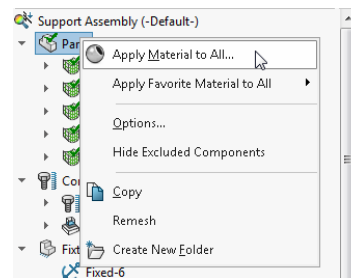 Support Assembly (-Default-)
Par
Apply Material to All...
Apply Favorite Material to All
Options...
Hide Excluded Components
Co
Copy
Remesh
Fixt
Create New Folder
Fixed-6